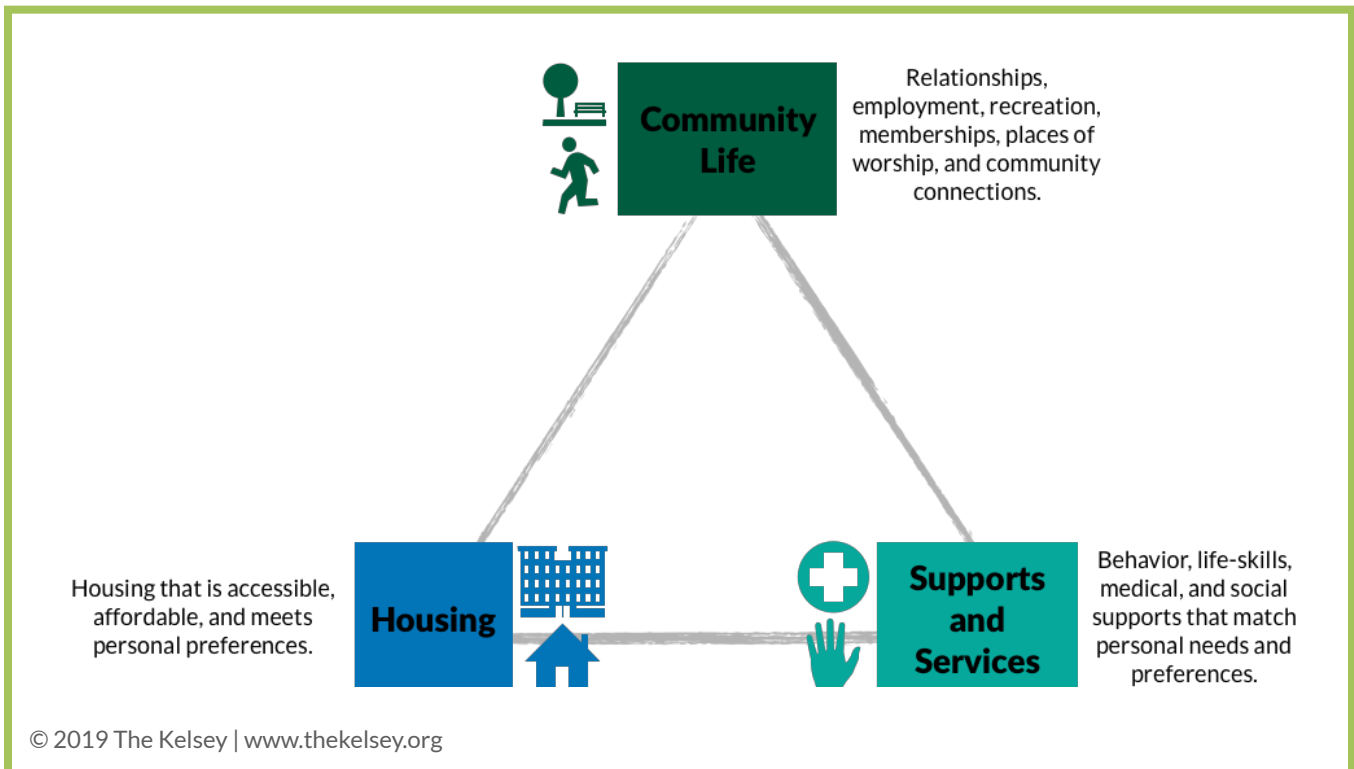 Community
Life
Relationships,
employment, recreation,
memberships, places of
worship, and community
connections.
Housing that is accessible,
affordable, and meets
personal preferences.
Housing
Supports
and
Services
Behavior, life-skills,
medical, and social
supports that match
personal needs and
preferences.
© 2019 The Kelsey | www.thekelsey.org